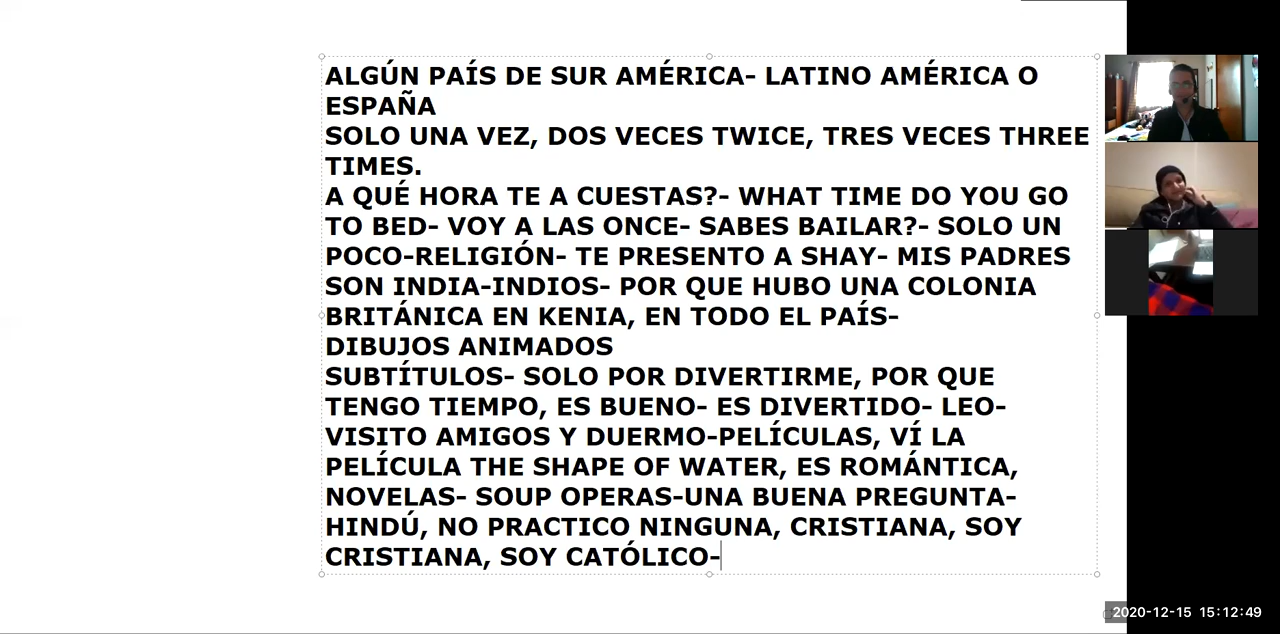 ALGÚN PAÍS DE SUR AMÉRICA- LATINO AMÉRICA O
ESPAÑA
SOLO UNA VEZ, DOS VECES TWICE, TRES VECES THREE
TIMES.
A QUÉ HORA TE A CUESTAS?- WHAT TIME DO YOU GO
TO BED- VOY A LAS ONCE- SABES BAILAR?- SOLO UN
POCO-RELIGIÓN- TE PRESENTO A SHAY- MIS PADRES
SON INDIA-INDIOS- POR QUE HUBO UNA COLONIA
BRITÁNICA EN KENIA, EN TODO EL PAÍS-
DIBUJOS ANIMADOS
SUBTÍTULOS- SOLO POR DIVERTIRME, POR QUE
TENGO TIEMPO, ES BUENO- ES DIVERTIDO- LEO-
VISITO AMIGOS Y DUERMO-PELÍCULAS, VÍ LA
PELÍCULA THE SHAPE OF WATER, ES ROMÁNTICA,
NOVELAS- SOUP OPERAS-UNA BUENA PREGUNTA-
HINDÚ, NO PRACTICO NINGUNA, CRISTIANA, SOY
CRISTIANA, SOY CATÓLICO-
2020-12-15 15:12:49